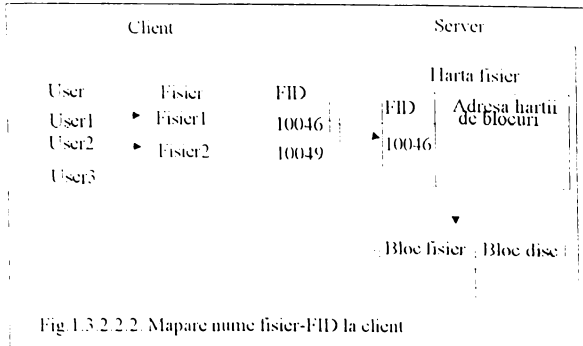 Client Server
Harta fisier
User Fisier FID
FID Adresa hartii de blocuri
User1 Fisier1 10046
10046
User2 Fisier2 10049
User3
Bloc fisier Bloc disc
Fig.1.3.2.2.2. Mapare nume fisier-FID la client